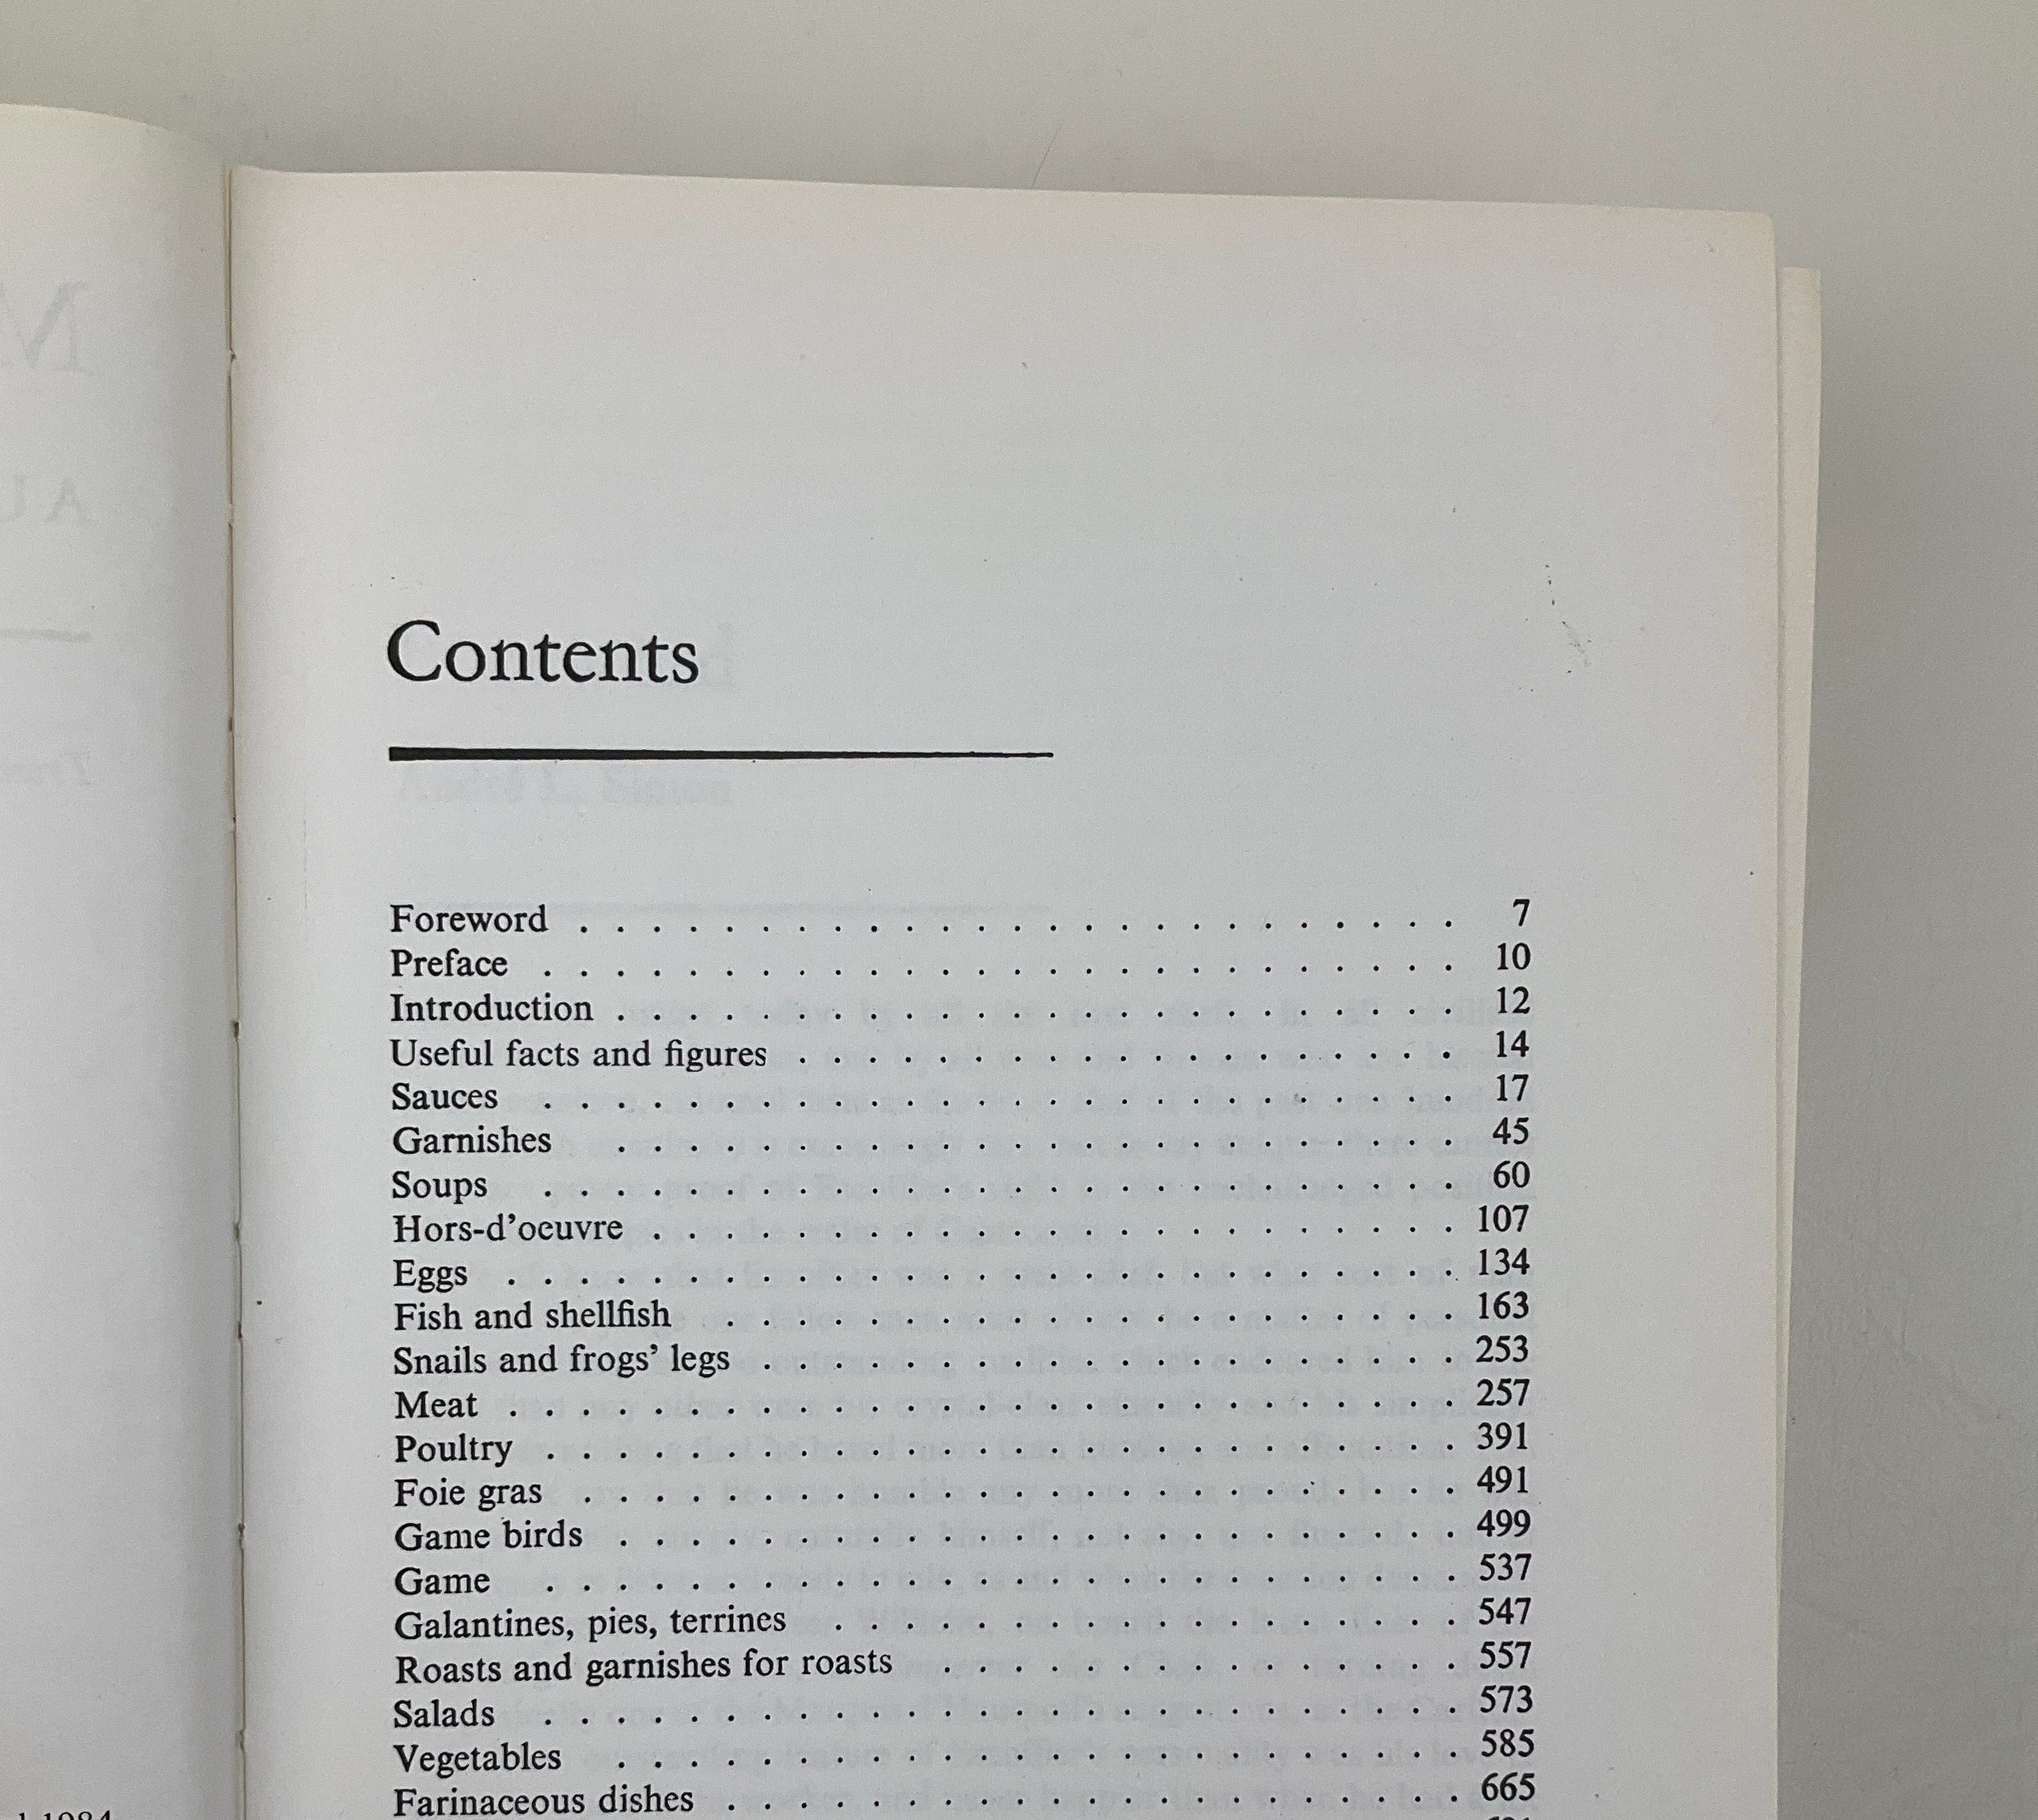 Contents
Foreword . . . . . . . . . . . . . . . . . . . . . . . . . 7
Preface . . . . . . . . . . . . . . . . . . . . . . . . . . 10
Introduction . . . . . . . . . . . . . . . . . . . . . . . . 12
Useful facts and figures . . . . . . . . . . . . . . . . . . . 14
Sauces . . . . . . . . . . . . . . . . . . . . . . . . . . 17
Garnishes . . . . . . . . . . . . . . . . . . . . . . . . 45
Soups . . . . . . . . . . . . . . . . . . . . . . . . . . 60
Hors-d'oeuvre . . . . . . . . . . . . . . . . . . . . . . . 107
Eggs . . . . . . . . . . . . . . . . . . . . . . . . . . . 134
Fish and shellfish . . . . . . . . . . . . . . . . . . . . . 163
Snails and frogs' legs . . . . . . . . . . . . . . . . . . . . 253
Meat . . . . . . . . . . . . . . . . . . . . . . . . . . . 257
Poultry . . . . . . . . . . . . . . . . . . . . . . . . . . 391
Foie gras . . . . . . . . . . . . . . . . . . . . . . . . . 491
Game birds . . . . . . . . . . . . . . . . . . . . . . . . 499
Game . . . . . . . . . . . . . . . . . . . . . . . . . . 537
Galantines, pies, terrines . . . . . . . . . . . . . . . . . . 547
Roasts and garnishes for roasts . . . . . . . . . . . . . . . 557
Salads . . . . . . . . . . . . . . . . . . . . . . . . . . 573
Vegetables . . . . . . . . . . . . . . . . . . . . . . . . 585
Farinaceous dishes . . . . . . . . . . . . . . . . . . . . . 665
1984